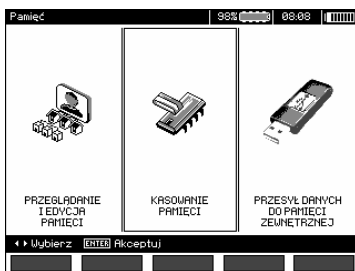 Pamięć 98% 08:08
PRZEGLĄDANIE
I EDYCJA
PAMIĘCI
KASOWANIE
PAMIĘCI
PRZESYŁ DANYCH
DO PAMIĘCI
ZEWNĘTRZNEJ
Wybierz ENTER Akceptuj